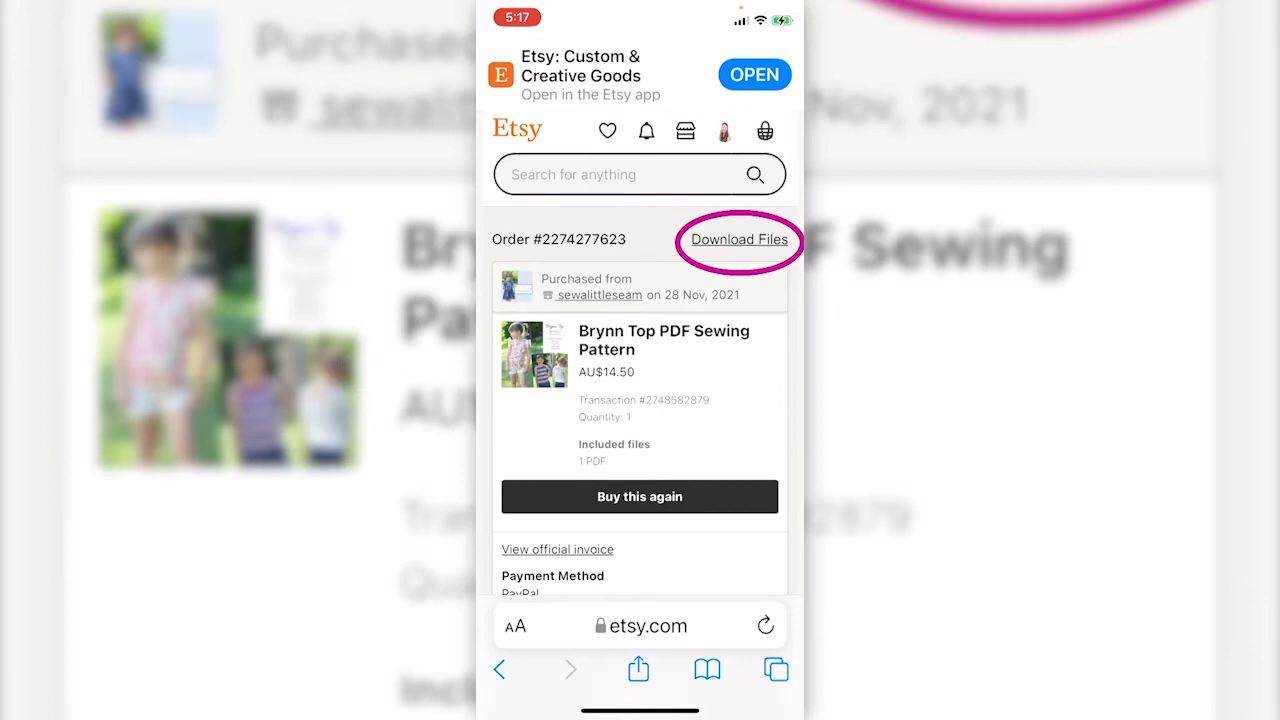 5:17
Etsy: Custom &
Creative Goods
Open in the Etsy app
OPEN
Etsy
Search for anything
Order #2274277623
Download Files
Purchased from
sewalittleseam on 28 Nov, 2021
Brynn Top PDF Sewing
Pattern
AU$14.50
Transaction #2748582879
Quantity: 1
Included files
1 PDF
Buy this again
View official invoice
Payment Method
PayPal
AA
etsy.com